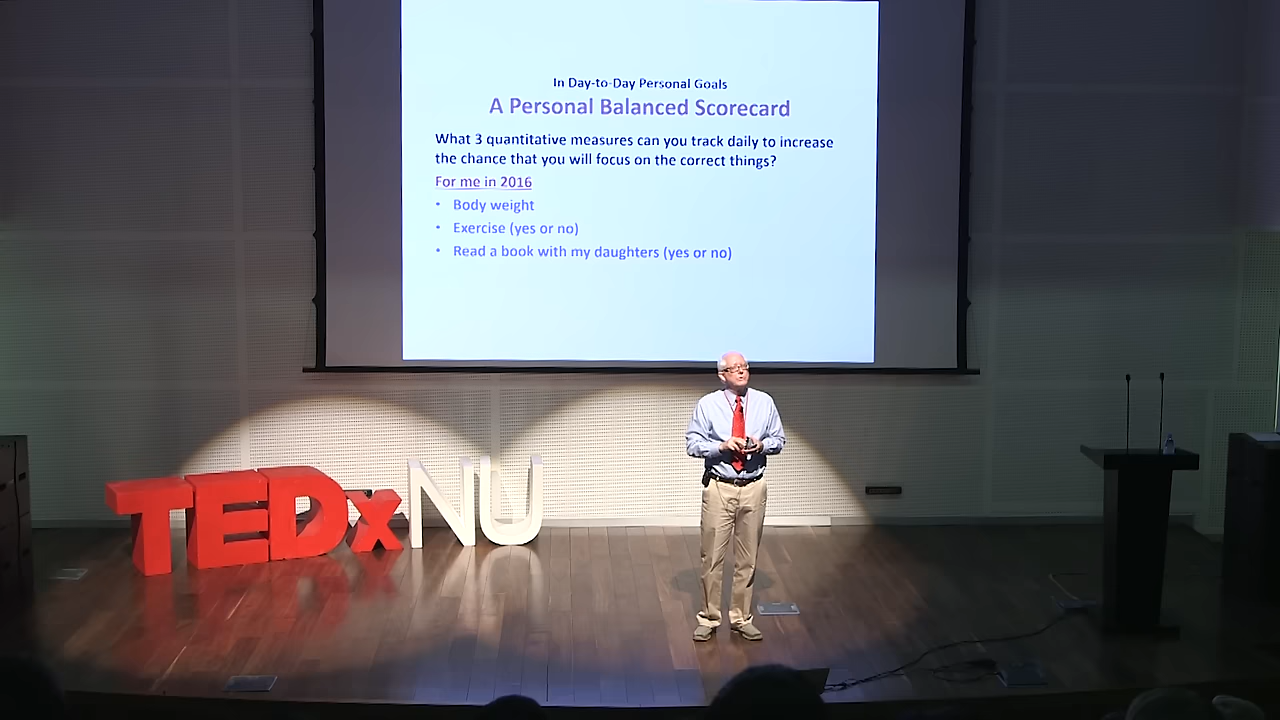 In Day-to-Day Personal Goals
A Personal Balanced Scorecard
What 3 quantitative measures can you track daily to increase
the chance that you will focus on the correct things?
For me in 2016
• Body weight
• Exercise (yes or no)
• Read a book with my daughters (yes or no)
TEDxNU